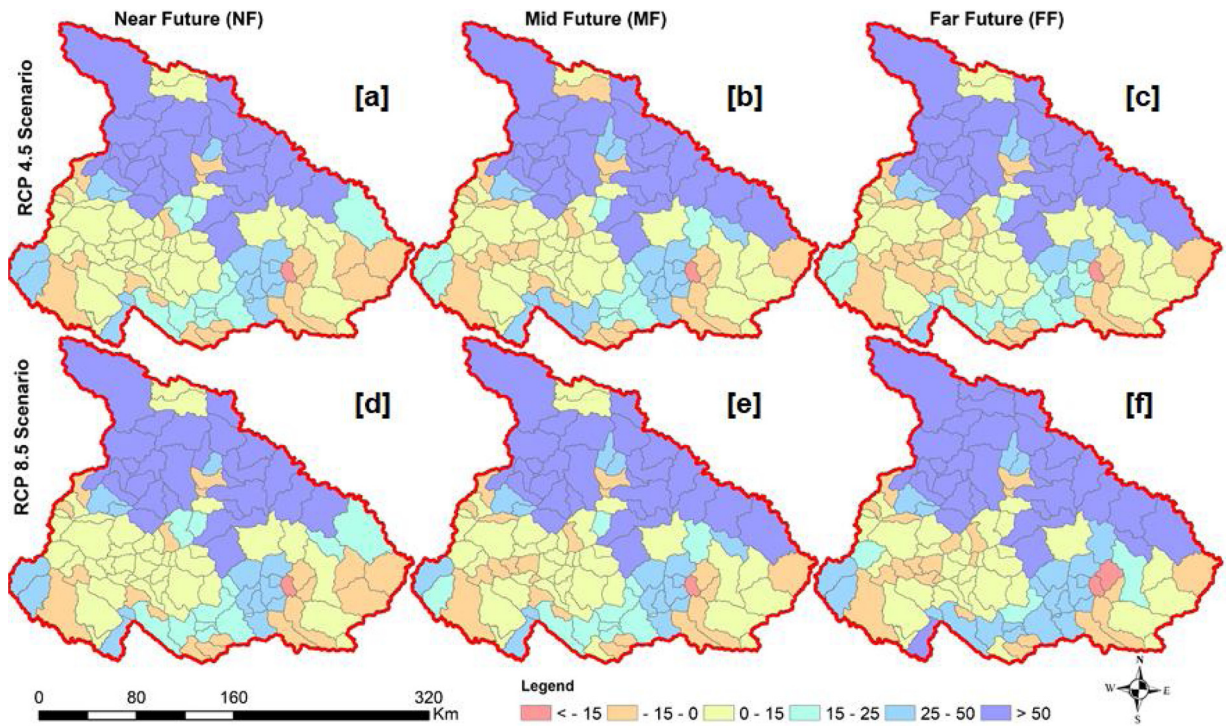 Near Future (NF)
Mid Future (MF)
Far Future (FF)
RCP 4.5 Scenario
[a]
[b]
[c]
RCP 8.5 Scenario
[d]
[e]
[f]
0 80 160 320
Km
Legend
< - 15 - 15 - 0 0 - 15 15 - 25 25 - 50 > 50
N
W E
S